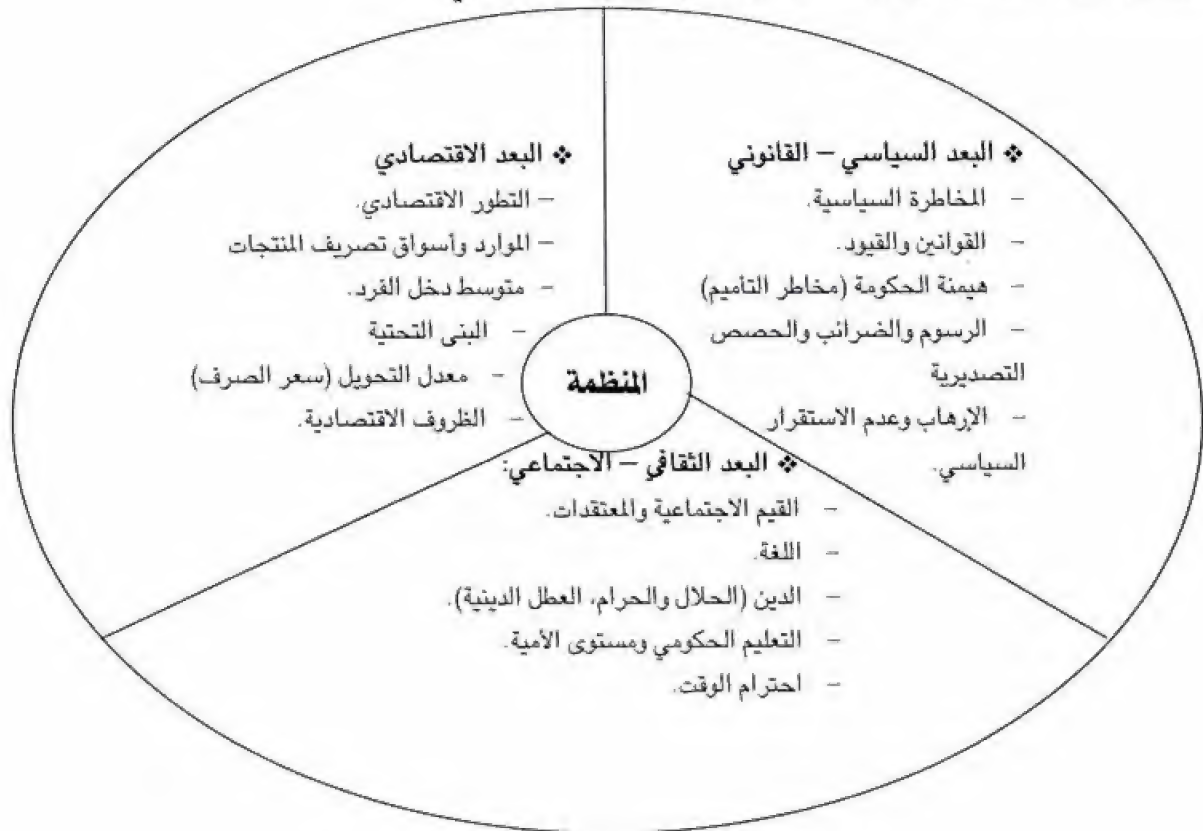 ❖ البعد السياسي – القانوني
– المخاطرة السياسية.
– القوانين والقيود.
– هيمنة الحكومة (مخاطر التأميم)
– الرسوم والضرائب والحصص
التصديرية
– الإرهاب وعدم الاستقرار
السياسي.
❖ البعد الاقتصادي
– التطور الاقتصادي.
– الموارد وأسواق تصريف المنتجات
– متوسط دخل الفرد.
– البنى التحتية
– معدل التحويل (سعر الصرف)
– الظروف الاقتصادية.
المنظمة
❖ البعد الثقافي – الاجتماعي:
– القيم الاجتماعية والمعتقدات.
– اللغة.
– الدين (الحلال والحرام، العطل الدينية).
– التعليم الحكومي ومستوى الأمية.
– احترام الوقت.